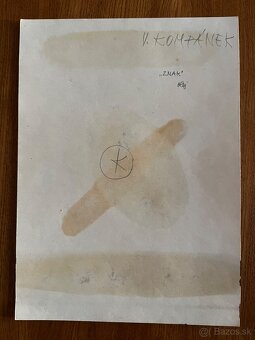 V. KOMPÁNEK
"ZNAK"
K
@ Bazos.sk